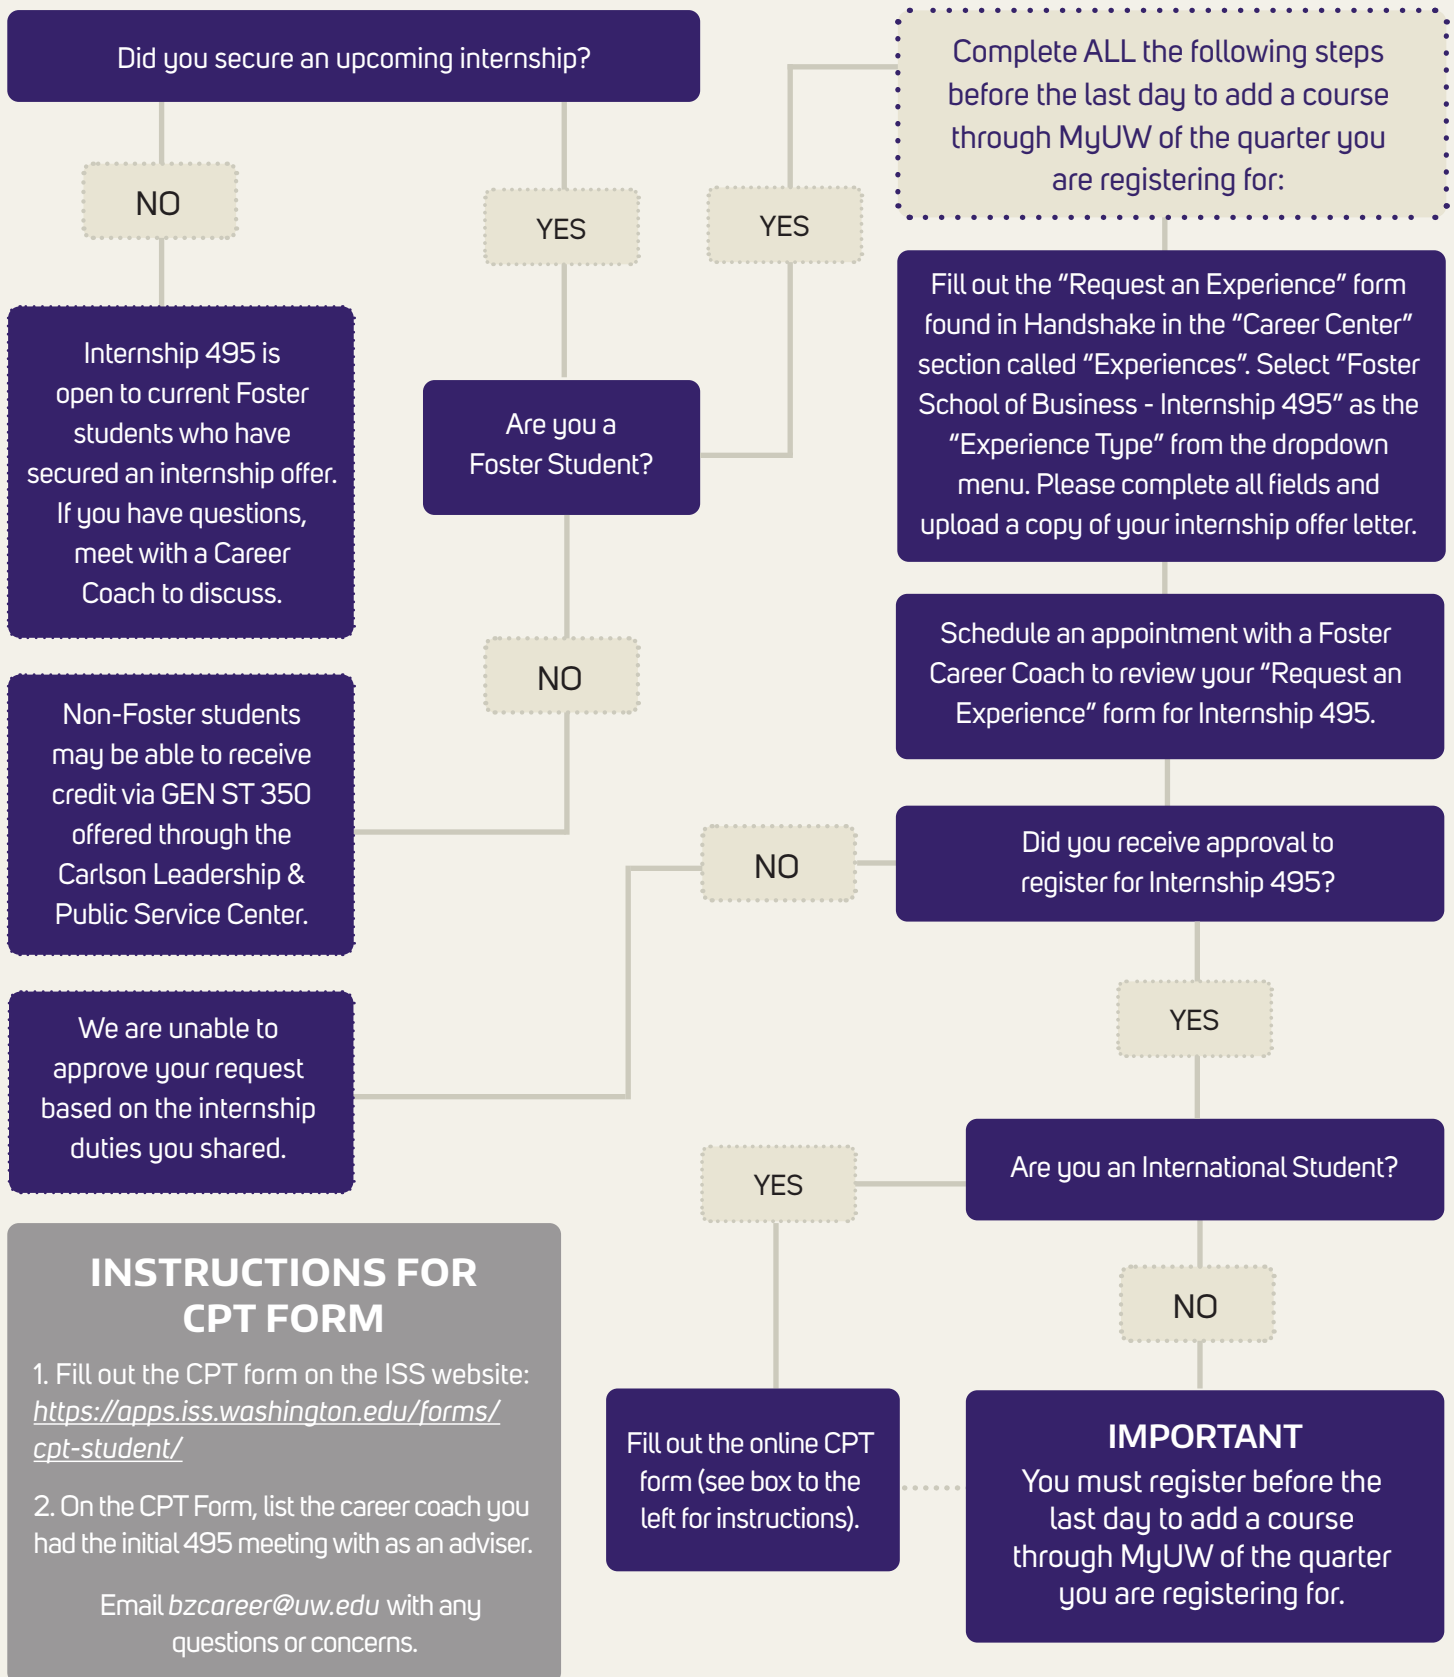 Did you secure an upcoming internship?
NO
YES
Internship 495 is
open to current Foster
students who have
secured an internship offer.
If you have questions,
meet with a Career
Coach to discuss.
Are you a
Foster Student?
YES
NO
Non-Foster students
may be able to receive
credit via GEN ST 350
offered through the
Carlson Leadership &
Public Service Center.
Complete ALL the following steps
before the last day to add a course
through MyUW of the quarter you
are registering for:
Fill out the “Request an Experience” form
found in Handshake in the “Career Center”
section called “Experiences”. Select “Foster
School of Business - Internship 495” as the
“Experience Type” from the dropdown
menu. Please complete all fields and
upload a copy of your internship offer letter.
Schedule an appointment with a Foster
Career Coach to review your “Request an
Experience” form for Internship 495.
Did you receive approval to
register for Internship 495?
NO
We are unable to
approve your request
based on the internship
duties you shared.
YES
Are you an International Student?
YES
NO
Fill out the online CPT
form (see box to the
left for instructions).
IMPORTANT
You must register before the
last day to add a course
through MyUW of the quarter
you are registering for.
INSTRUCTIONS FOR
CPT FORM
1. Fill out the CPT form on the ISS website:
https://apps.iss.washington.edu/forms/
cpt-student/
2. On the CPT Form, list the career coach you
had the initial 495 meeting with as an adviser.
Email bzcareer@uw.edu with any
questions or concerns.